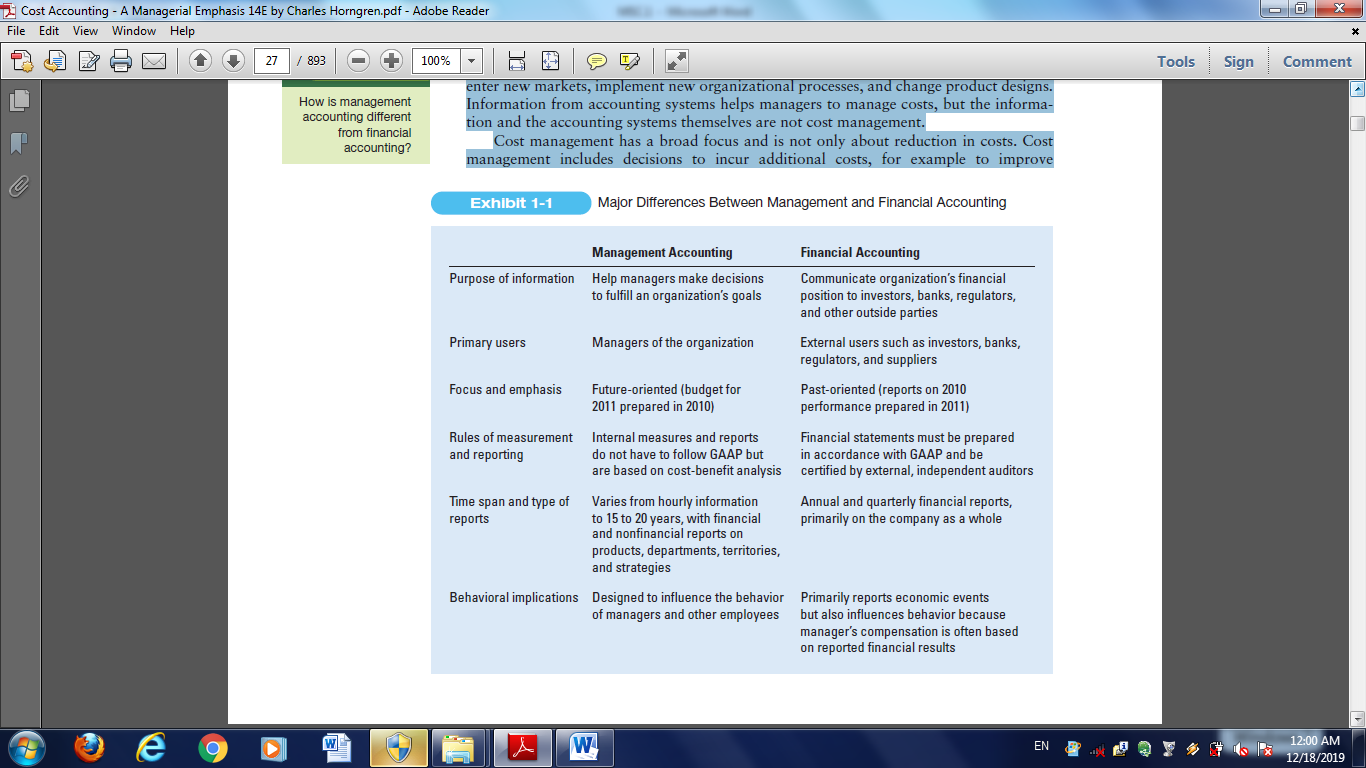 Cost Accounting - A Managerial Emphasis 14E by Charles Horngren.pdf - Adobe Reader
File Edit View Window Help
27 / 893 100% Tools Sign Comment
How is management
accounting different
from financial
accounting?
enter new markets, implement new organizational processes, and change product designs.
Information from accounting systems helps managers to manage costs, but the informa-
tion and the accounting systems themselves are not cost management.
Cost management has a broad focus and is not only about reduction in costs. Cost
management includes decisions to incur additional costs, for example to improve
Exhibit 1-1 Major Differences Between Management and Financial Accounting
Management Accounting Financial Accounting
Purpose of information Help managers make decisions Communicate organization's financial
to fulfill an organization's goals position to investors, banks, regulators,
and other outside parties
Primary users Managers of the organization External users such as investors, banks,
regulators, and suppliers
Focus and emphasis Future-oriented (budget for Past-oriented (reports on 2010
2011 prepared in 2010) performance prepared in 2011)
Rules of measurement Internal measures and reports Financial statements must be prepared
and reporting do not have to follow GAAP but in accordance with GAAP and be
are based on cost-benefit analysis certified by external, independent auditors
Time span and type of Varies from hourly information Annual and quarterly financial reports,
reports to 15 to 20 years, with financial primarily on the company as a whole
and nonfinancial reports on
products, departments, territories,
and strategies
Behavioral implications Designed to influence the behavior Primarily reports economic events
of managers and other employees but also influences behavior because
manager's compensation is often based
on reported financial results
EN 12:00 AM
12/18/2019